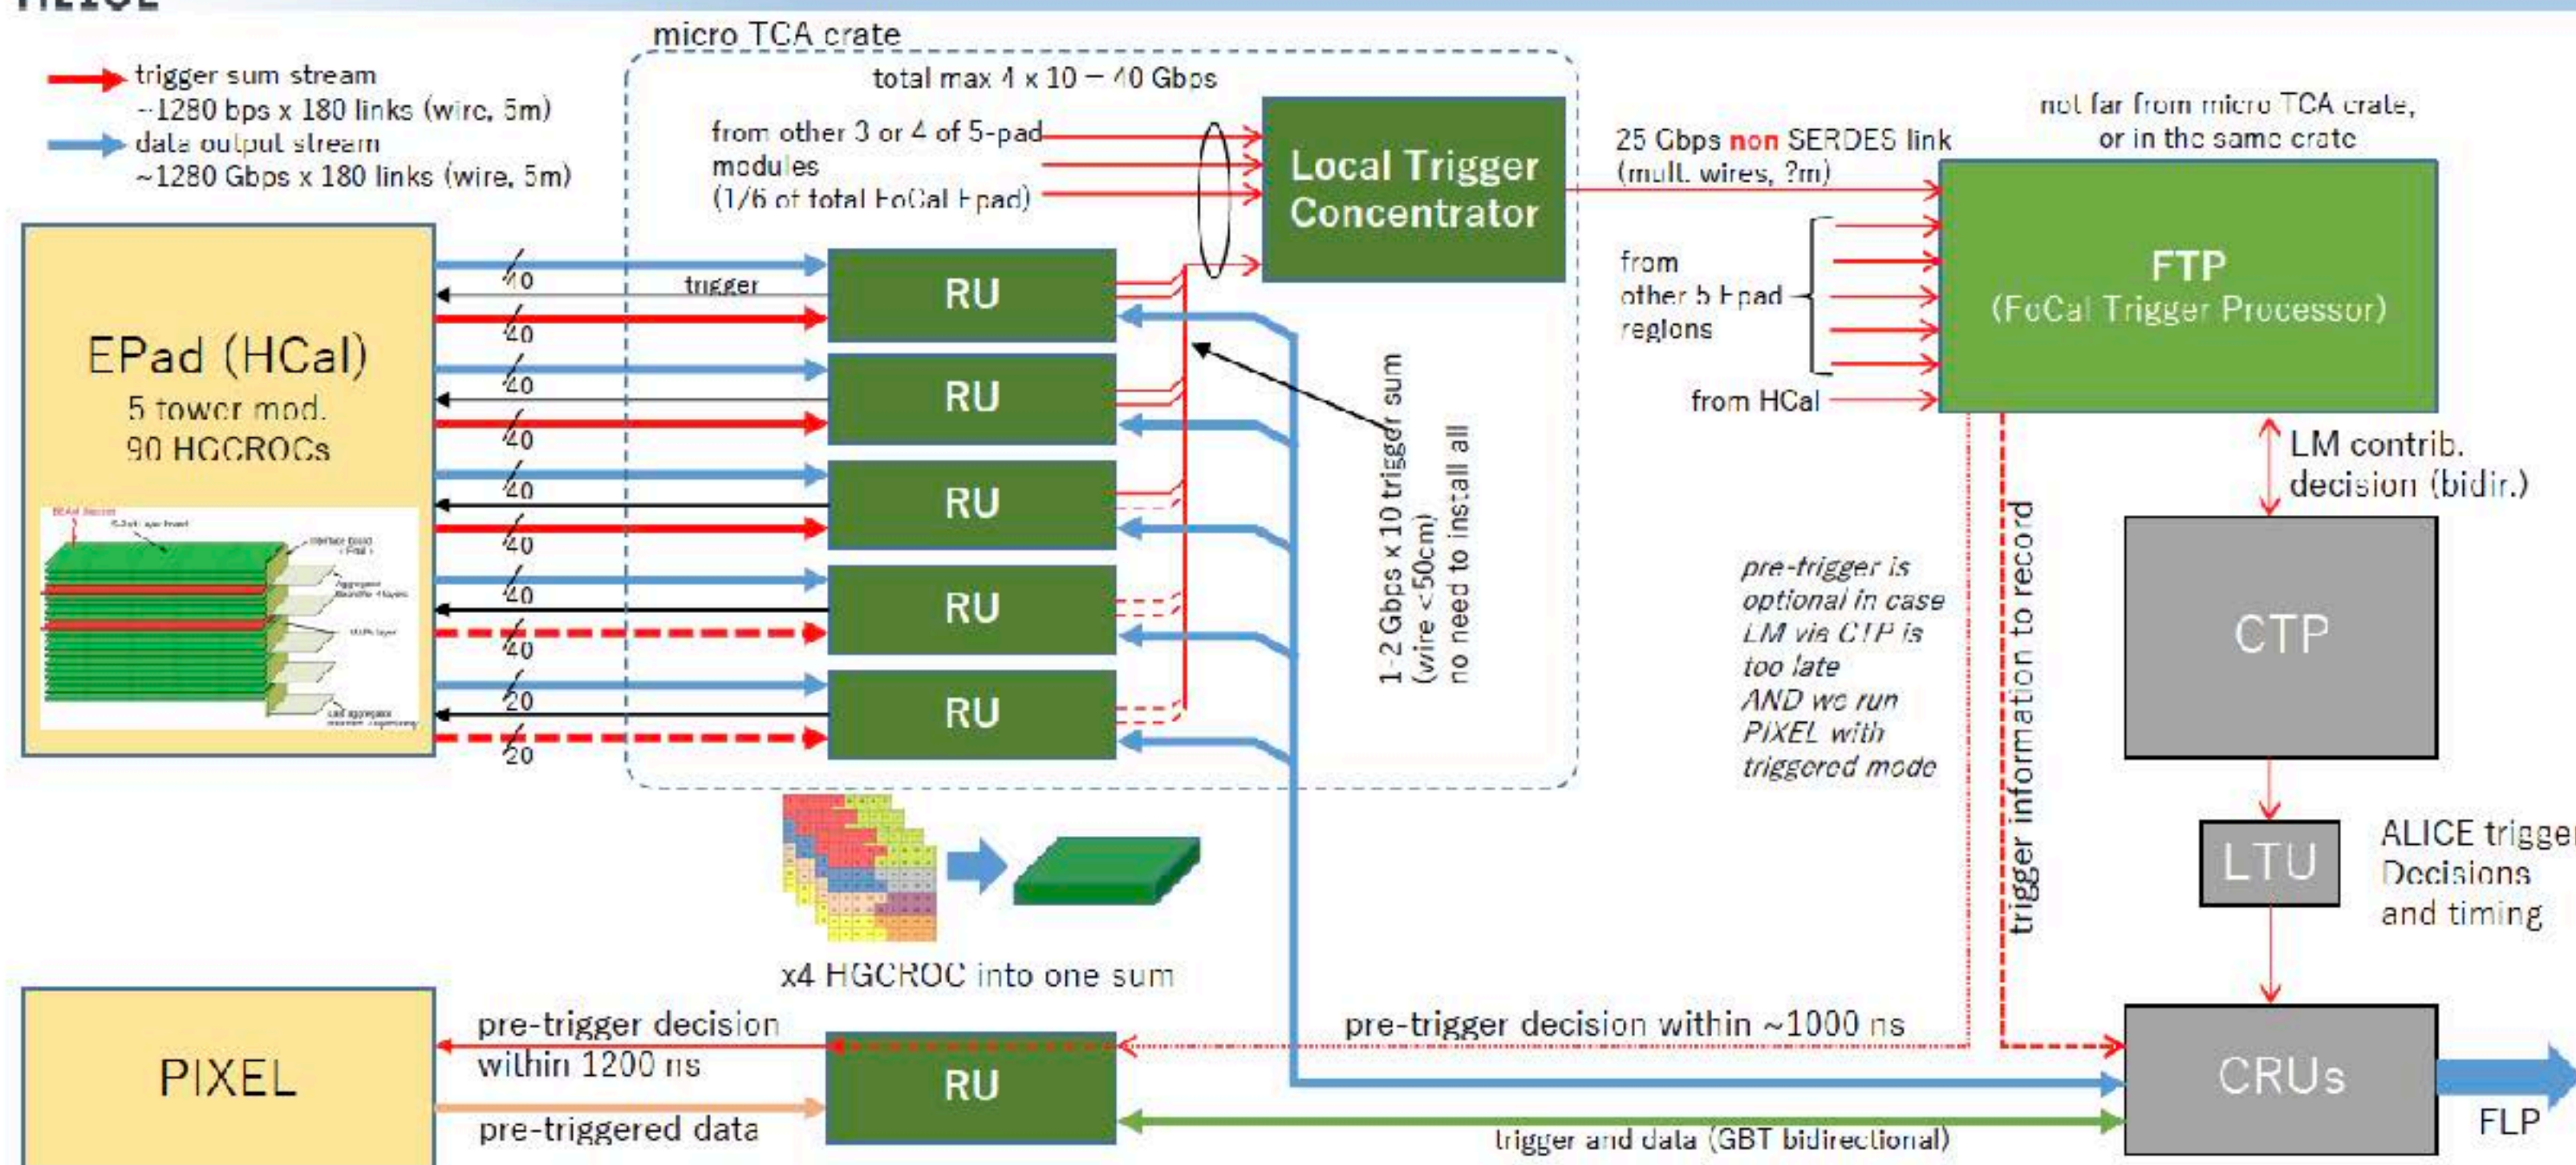 ALICE
micro TCA crate
trigger sum stream
~1280 bps x 180 links (wire, 5m)
data output stream
~1280 Gbps x 180 links (wire, 5m)
total max 4 x 10 = 40 Gbps
from other 3 or 4 of 5-pad
modules
(1/6 of total FoCal Epad)
Local Trigger
Concentrator
25 Gbps non SERDES link
(mult. wires, ?m)
not far from micro TCA crate,
or in the same crate
FTP
(FoCal Trigger Processor)
from
other 5 Epad
regions
from HCal
EPad (HCal)
5 tower mod.
90 HGCROCs
40
trigger
40
RU
40
40
RU
40
40
RU
40
40
RU
20
20
RU
1-2 Gbps x 10 trigger sum
(wire <50cm)
no need to install all
LM contrib.
decision (bidir.)
CTP
pre-trigger is
optional in case
LM via CTP is
too late
AND we run
PIXEL with
triggered mode
trigger information to record
LTU
ALICE trigger
Decisions
and timing
x4 HGCROC into one sum
PIXEL
pre-trigger decision
within 1200 ns
pre-triggered data
RU
pre-trigger decision within ~1000 ns
trigger and data (GBT bidirectional)
CRUs
FLP